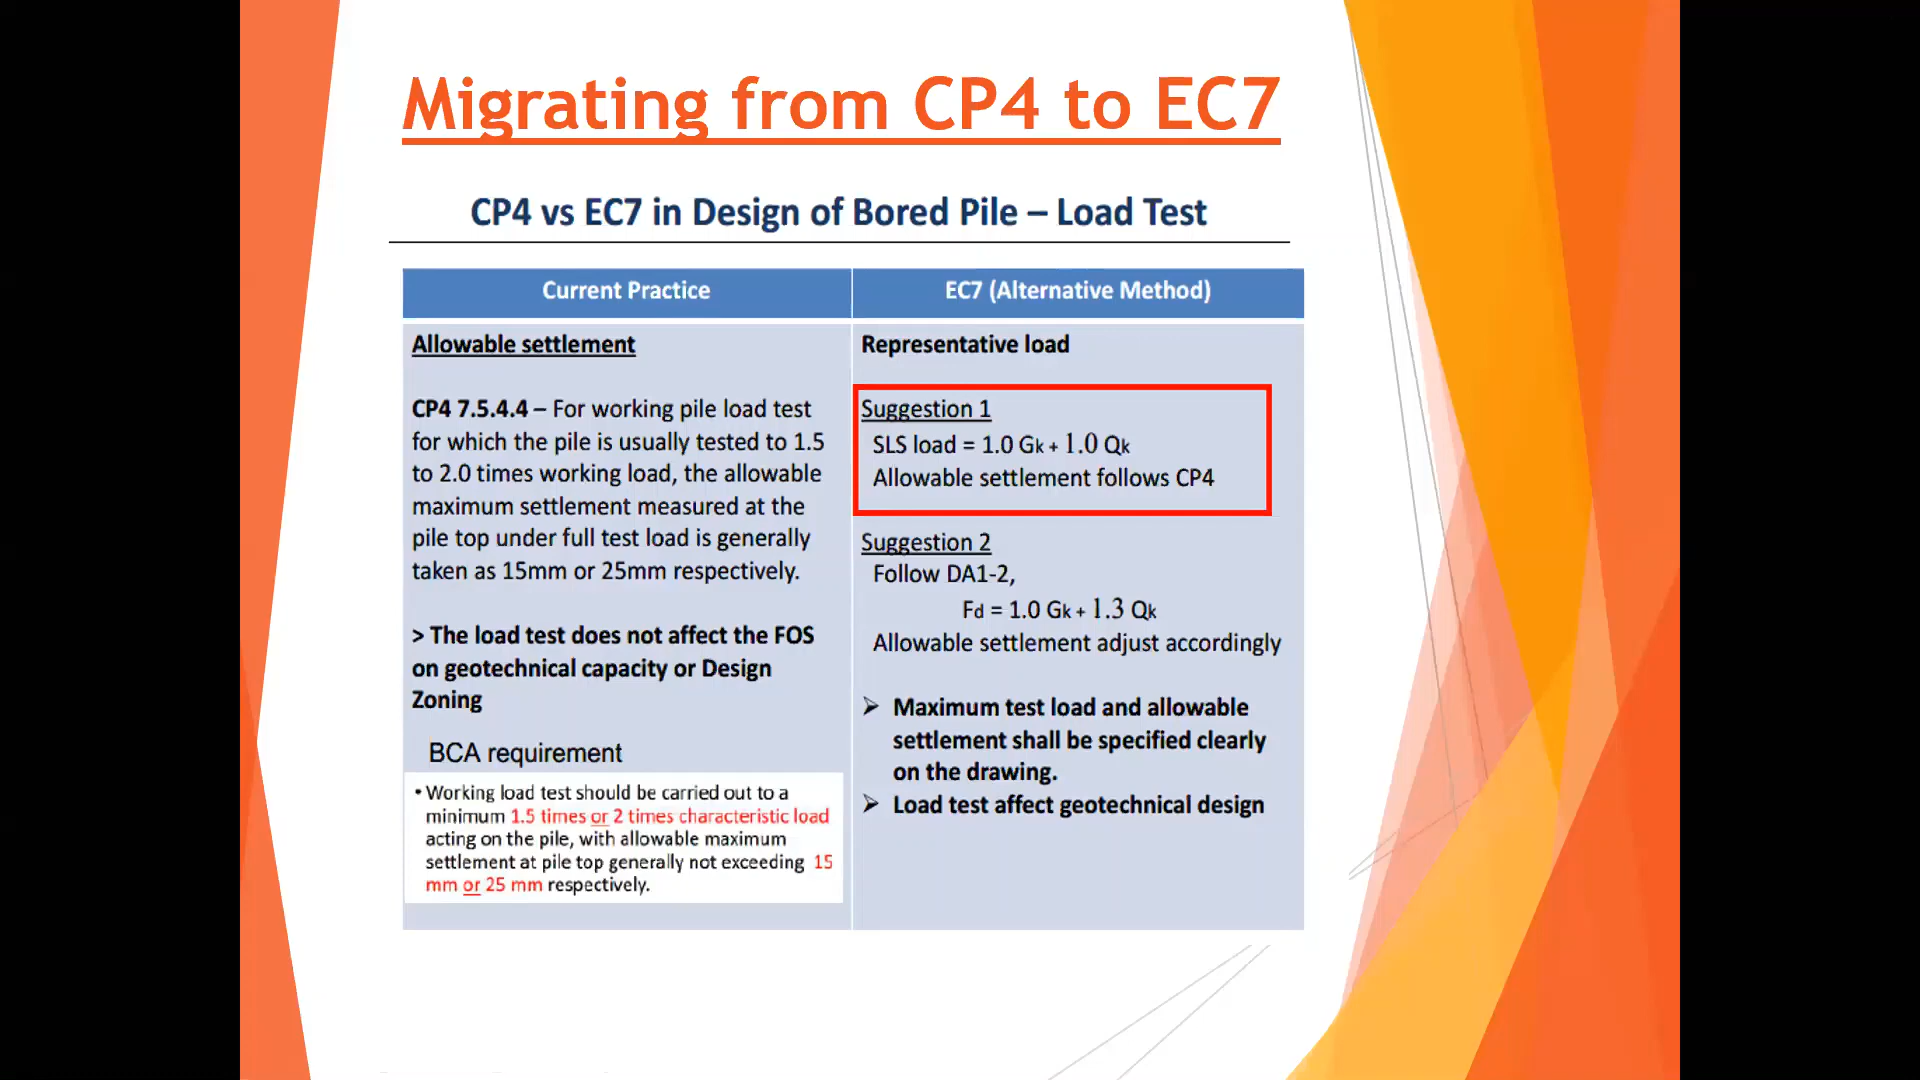 Migrating from CP4 to EC7
CP4 vs EC7 in Design of Bored Pile – Load Test
Current Practice
Allowable settlement
CP4 7.5.4.4 – For working pile load test
for which the pile is usually tested to 1.5
to 2.0 times working load, the allowable
maximum settlement measured at the
pile top under full test load is generally
taken as 15mm or 25mm respectively.
> The load test does not affect the FOS
on geotechnical capacity or Design
Zoning
BCA requirement
• Working load test should be carried out to a
minimum 1.5 times or 2 times characteristic load
acting on the pile, with allowable maximum
settlement at pile top generally not exceeding 15
mm or 25 mm respectively.
EC7 (Alternative Method)
Representative load
Suggestion 1
SLS load = 1.0 Gk + 1.0 Qk
Allowable settlement follows CP4
Suggestion 2
Follow DA1-2,
Fd = 1.0 Gk + 1.3 Qk
Allowable settlement adjust accordingly
➢ Maximum test load and allowable
settlement shall be specified clearly
on the drawing.
➢ Load test affect geotechnical design